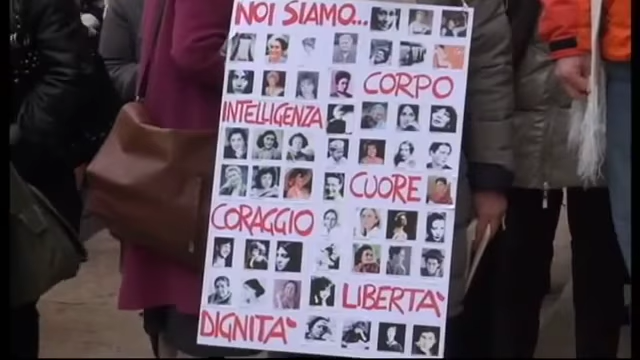 NOI SIAMO...
CORPO
INTELLIGENZA
CUORE
CORAGGIO
LIBERTA'
DIGNITA'